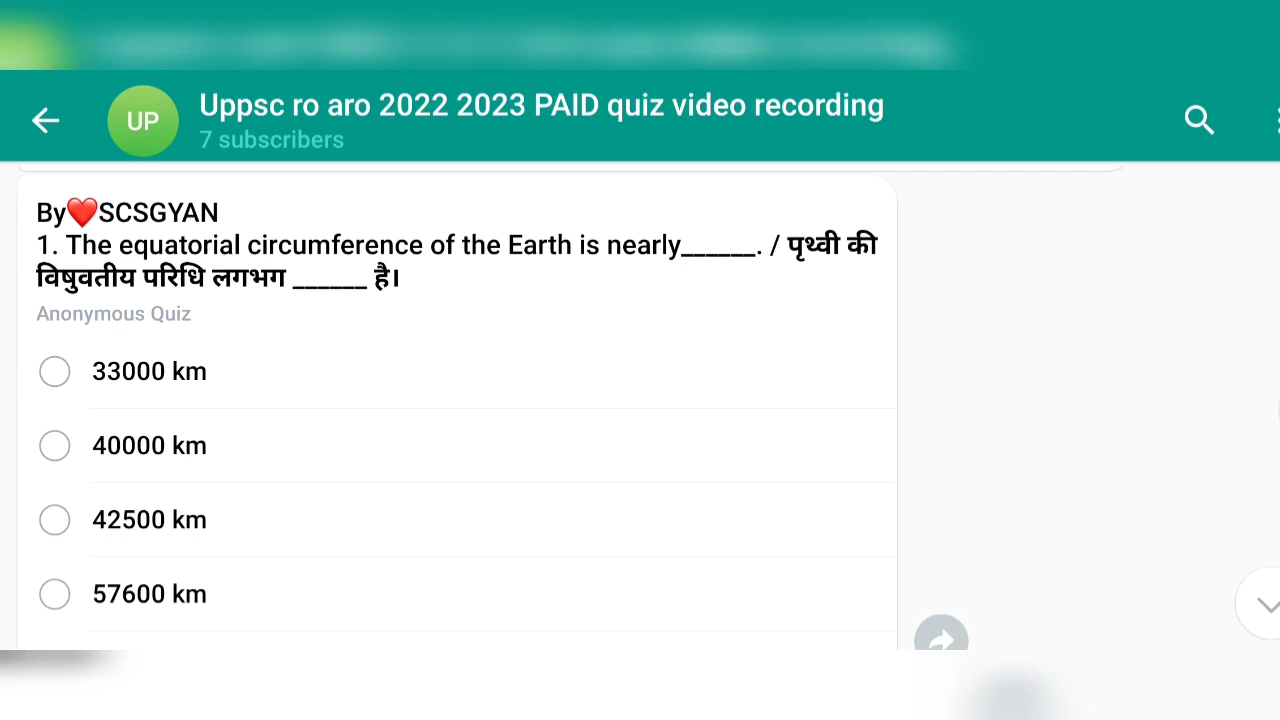 UP
Uppsc ro aro 2022 2023 PAID quiz video recording
7 subscribers
By❤️SCSGYAN
1. The equatorial circumference of the Earth is nearly______. / पृथ्वी की
विषुवतीय परिधि लगभग ______ है।
Anonymous Quiz
33000 km
40000 km
42500 km
57600 km